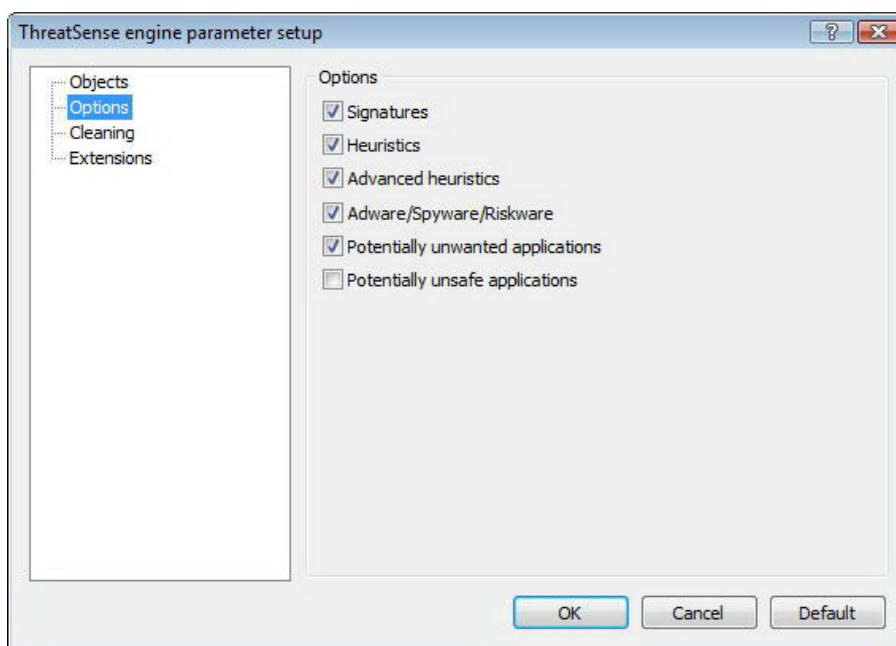 ThreatSense engine parameter setup
Objects
Options
Cleaning
Extensions
Options
Signatures
Heuristics
Advanced heuristics
Adware/Spyware/Riskware
Potentially unwanted applications
Potentially unsafe applications
OK
Cancel
Default